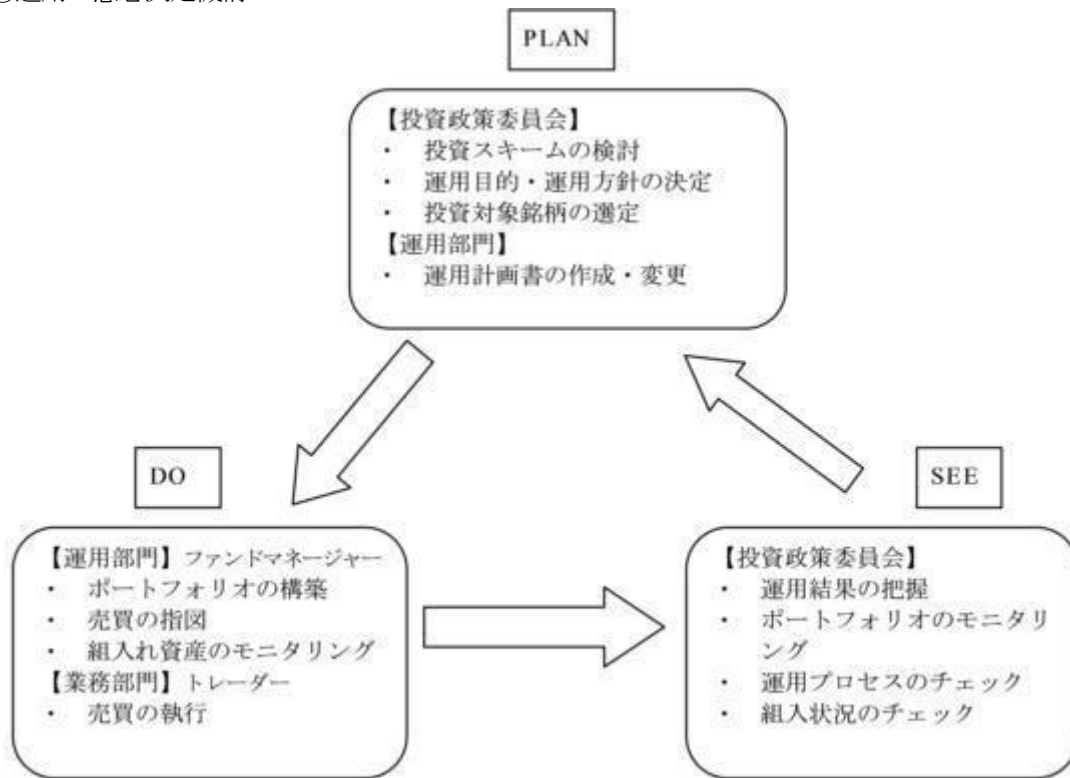 PLAN
【投資政策委員会】
・ 投資スキームの検討
・ 運用目的・運用方針の決定
・ 投資対象銘柄の選定
【運用部門】
・ 運用計画書の作成・変更
DO
【運用部門】ファンドマネージャー
・ ポートフォリオの構築
・ 売買の指図
・ 組入れ資産のモニタリング
【業務部門】トレーダー
・ 売買の執行
SEE
【投資政策委員会】
・ 運用結果の把握
・ ポートフォリオのモニタリ
ング
・ 運用プロセスのチェック
・ 組入状況のチェック